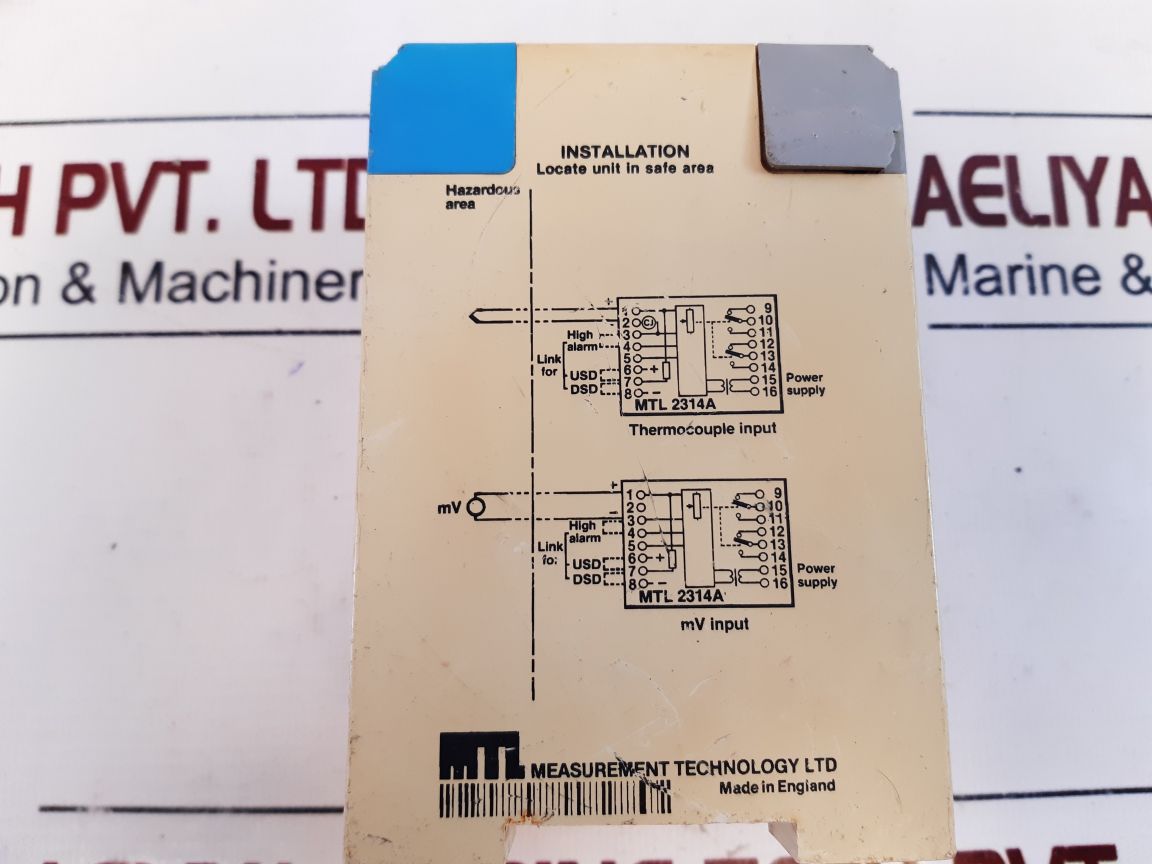 H PVT. LTD
on & Machiner
AELIYA
Marine &
INSTALLATION
Locate unit in safe area
Hazardous
area
+
1
2 CJ
3
4
5
6 +
7
8 -
High
alarm
Link
for
USD
DSD
9
10
11
12
13
14
15
16
Power
supply
MTL 2314A
Thermocouple input
mV
+
-
1
2
3
4
5
6 +
7
8 -
High
alarm
Link
for
USD
DSD
9
10
11
12
13
14
15
16
Power
supply
MTL 2314A
mV input
MTL MEASUREMENT TECHNOLOGY LTD
Made in England